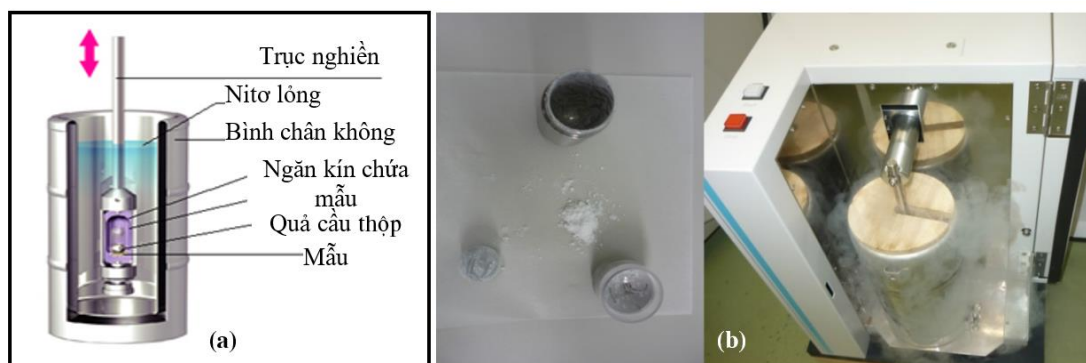 Trục nghiền
Nitơ lỏng
Bình chân không
Ngăn kín chứa
mẫu
Quả cầu thộp
Mẫu
(a)
(b)